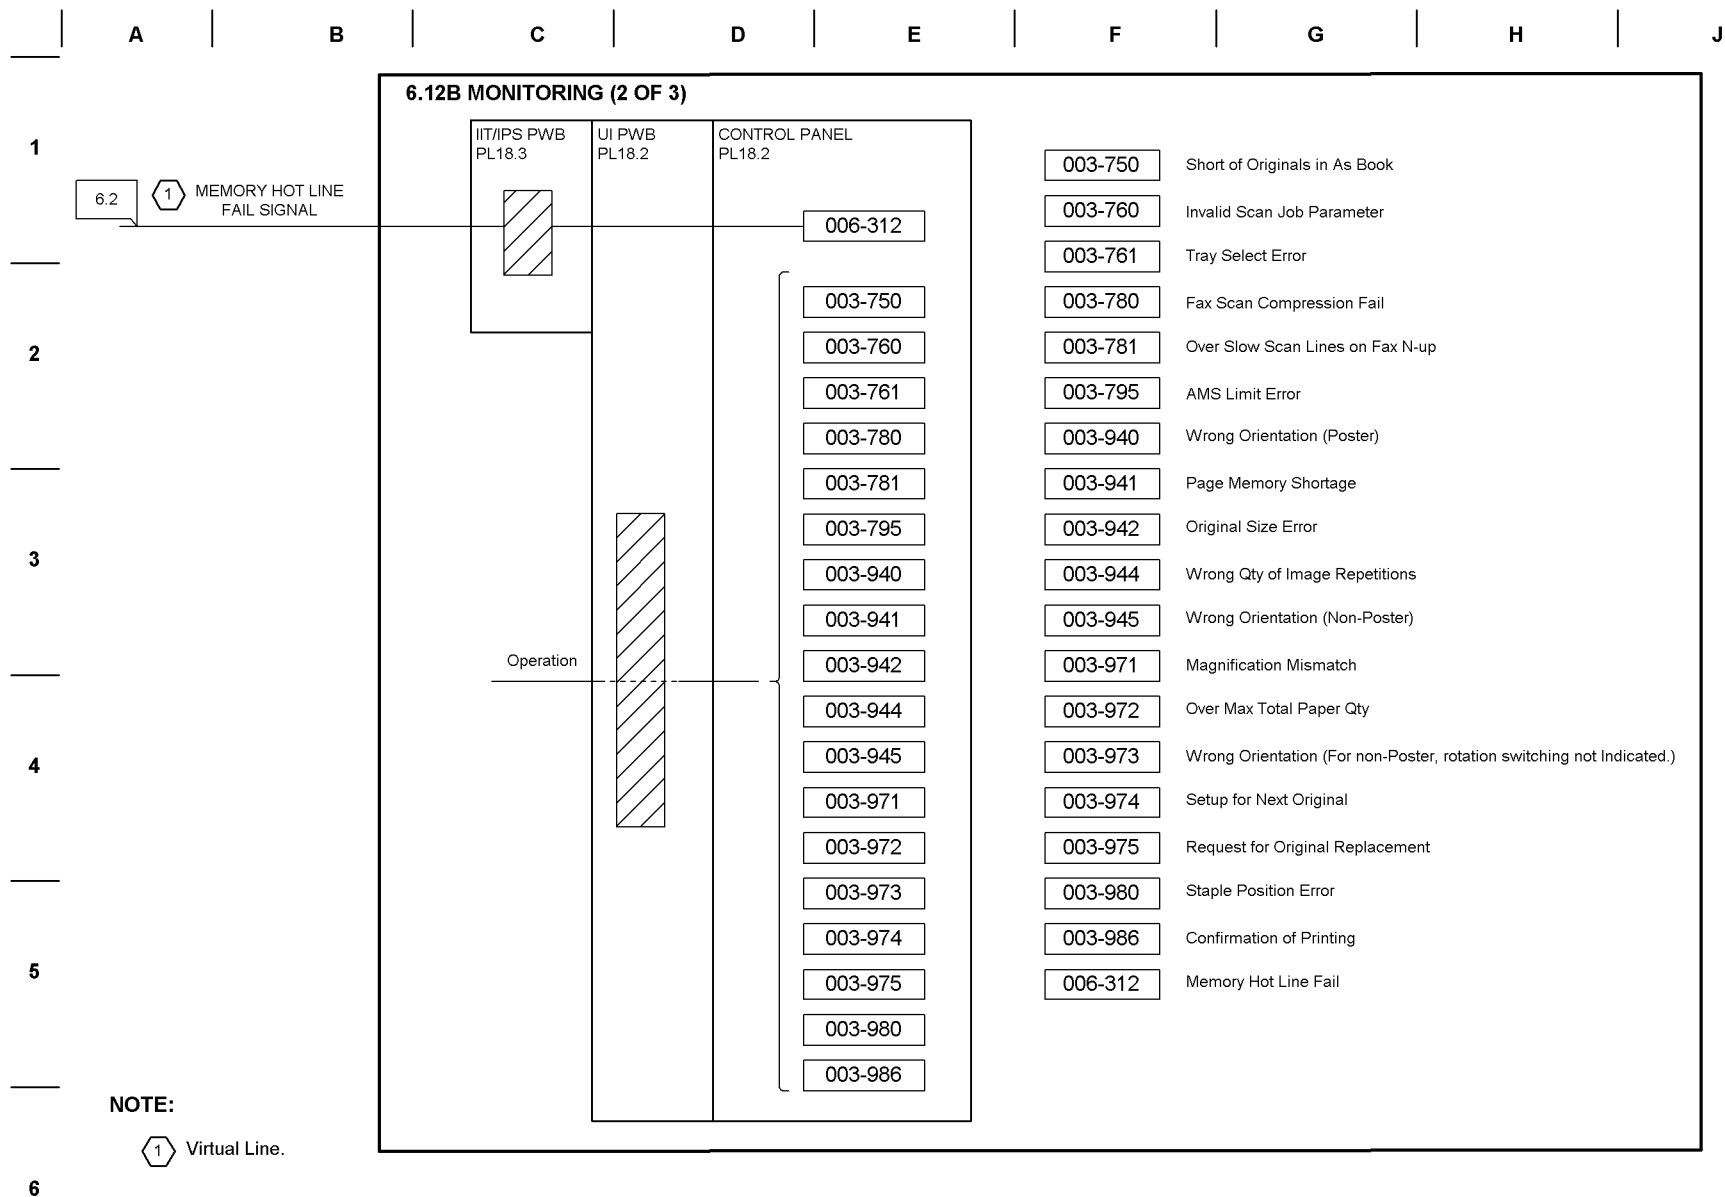 A B C D E F G H J
6.12B MONITORING (2 OF 3)
1
IIT/IPS PWB
PL18.3
UI PWB
PL18.2
CONTROL PANEL
PL18.2
6.2
1
MEMORY HOT LINE
FAIL SIGNAL
006-312
003-750
003-760
003-761
003-780
003-781
003-795
003-940
003-941
003-942
003-944
003-945
003-971
003-972
003-973
003-974
003-975
003-980
003-986
Operation
003-750 Short of Originals in As Book
003-760 Invalid Scan Job Parameter
003-761 Tray Select Error
003-780 Fax Scan Compression Fail
003-781 Over Slow Scan Lines on Fax N-up
003-795 AMS Limit Error
003-940 Wrong Orientation (Poster)
003-941 Page Memory Shortage
003-942 Original Size Error
003-944 Wrong Qty of Image Repetitions
003-945 Wrong Orientation (Non-Poster)
003-971 Magnification Mismatch
003-972 Over Max Total Paper Qty
003-973 Wrong Orientation (For non-Poster, rotation switching not Indicated.)
003-974 Setup for Next Original
003-975 Request for Original Replacement
003-980 Staple Position Error
003-986 Confirmation of Printing
006-312 Memory Hot Line Fail
2
3
4
5
NOTE:
1 Virtual Line.
6